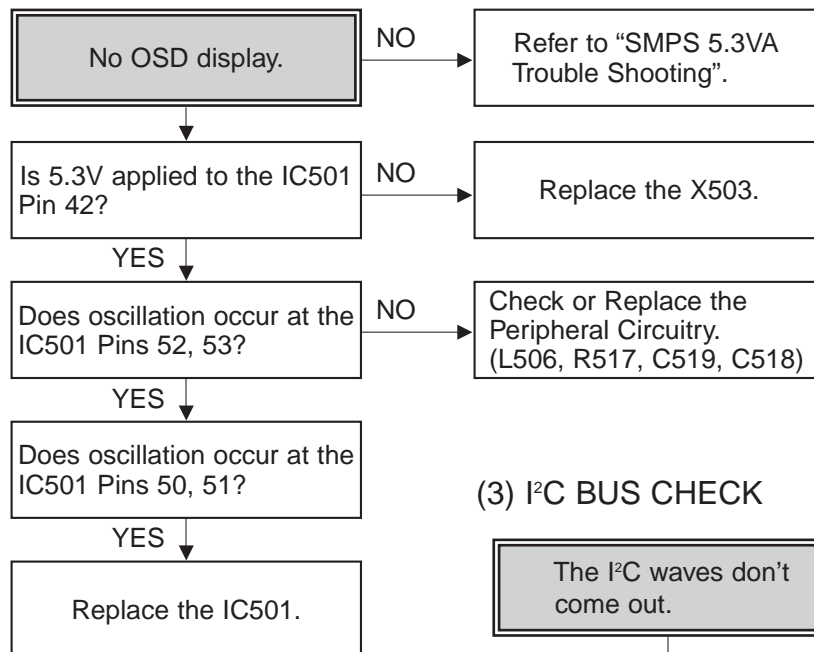 No OSD display.
NO
Refer to “SMPS 5.3VA
Trouble Shooting”.
Is 5.3V applied to the IC501
Pin 42?
NO
Replace the X503.
YES
Does oscillation occur at the
IC501 Pins 52, 53?
NO
Check or Replace the
Peripheral Circuitry.
(L506, R517, C519, C518)
YES
Does oscillation occur at the
IC501 Pins 50, 51?
YES
Replace the IC501.
(3) I²C BUS CHECK
The I²C waves don’t
come out.